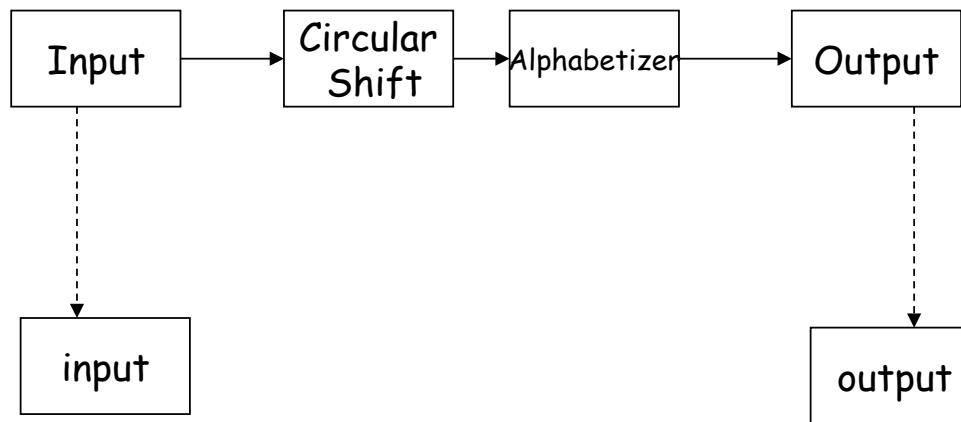 Input
Circular
Shift
Alphabetizer
Output
input
output